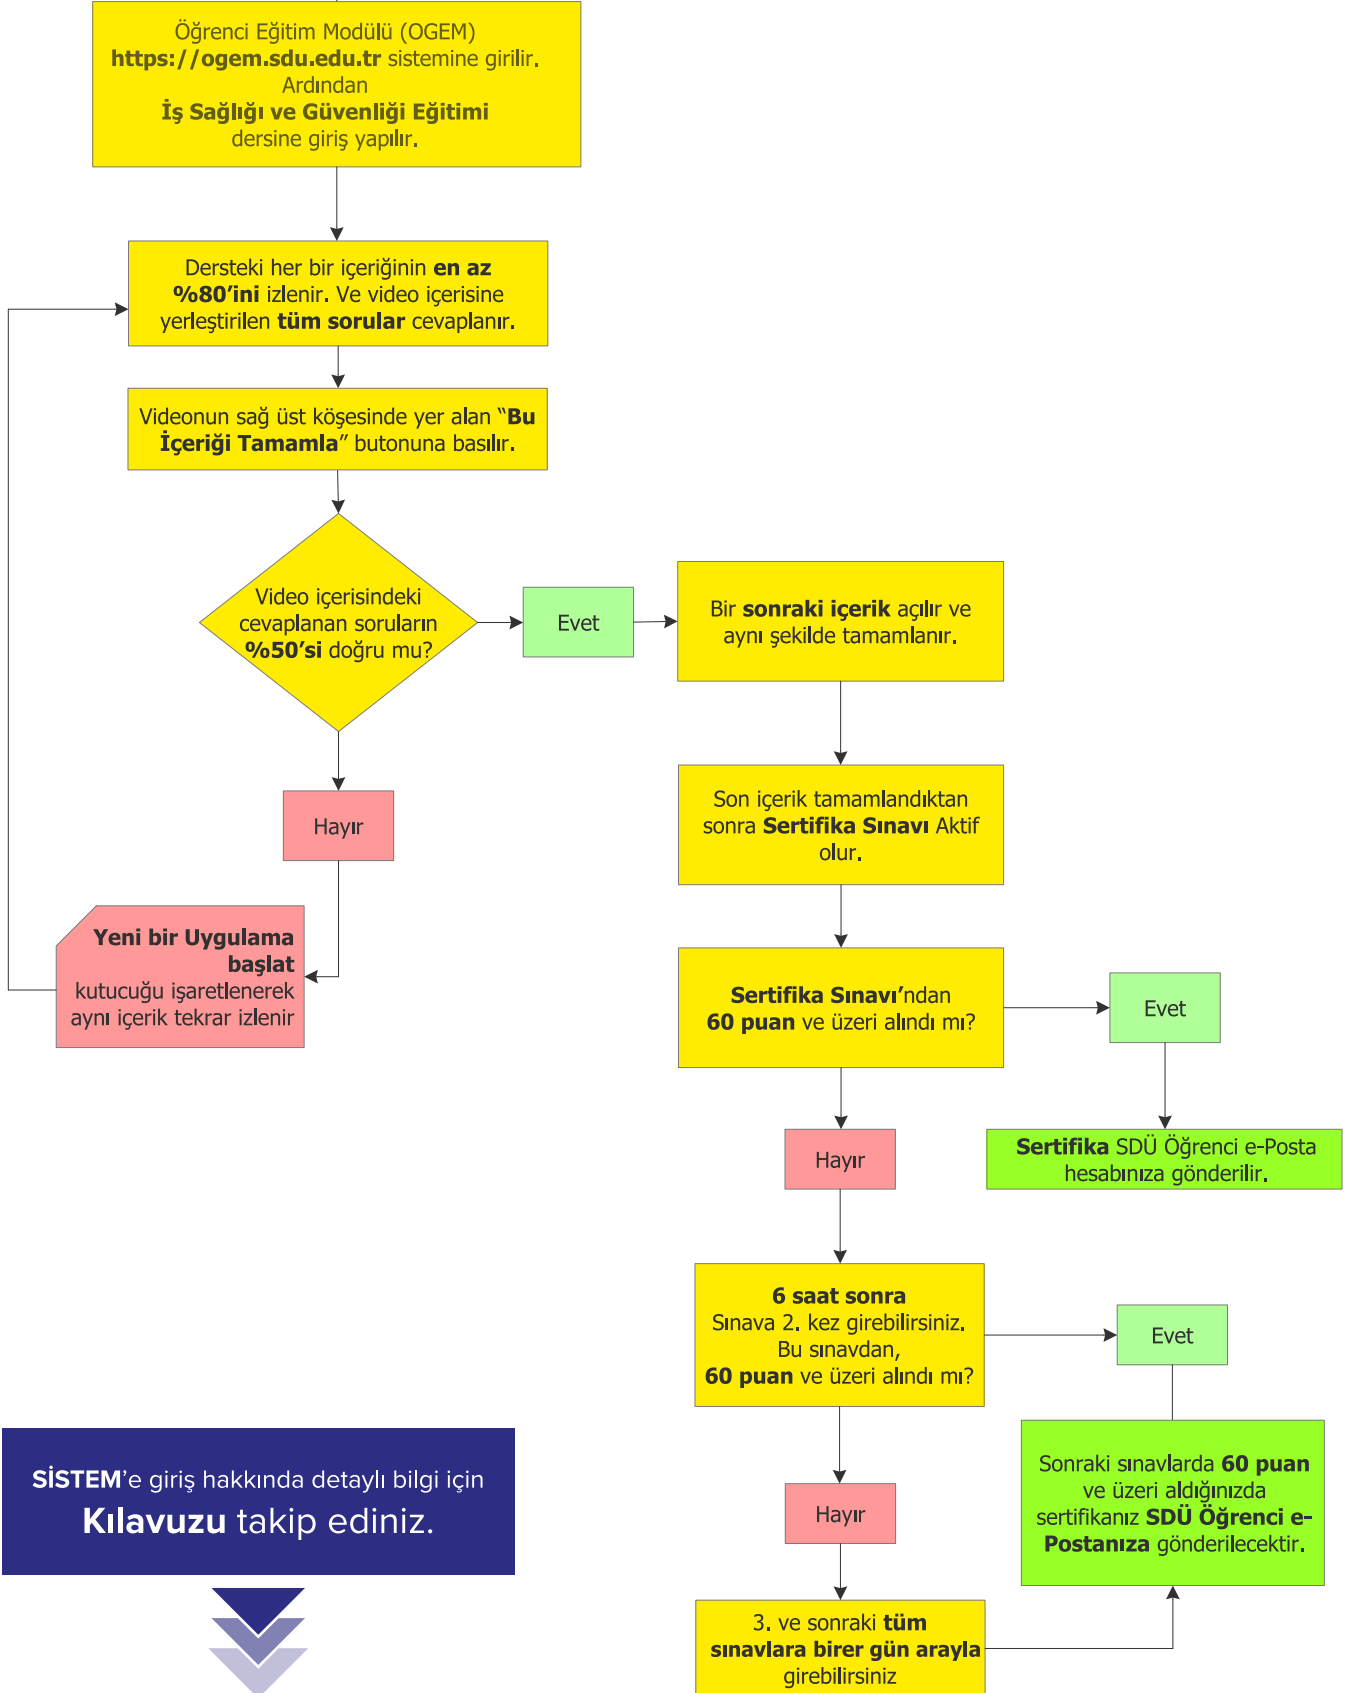 Öğrenci Eğitim Modülü (OGEM)
https://ogem.sdu.edu.tr sistemine girilir.
Ardından
İş Sağlığı ve Güvenliği Eğitimi
dersine giriş yapılır.
Dersteki her bir içeriğinin en az
%80’ini izlenir. Ve video içerisine
yerleştirilen tüm sorular cevaplanır.
Videonun sağ üst köşesinde yer alan “Bu
İçeriği Tamamla” butonuna basılır.
Video içerisindeki
cevaplanan soruların
%50’si doğru mu?
Evet
Bir sonraki içerik açılır ve
aynı şekilde tamamlanır.
Hayır
Yeni bir Uygulama
başlat
kutucuğu işaretlenerek
aynı içerik tekrar izlenir
Son içerik tamamlandıktan
sonra Sertifika Sınavı Aktif
olur.
Sertifika Sınavı’ndan
60 puan ve üzeri alındı mı?
Evet
Sertifika SDÜ Öğrenci e-Posta
hesabınıza gönderilir.
Hayır
6 saat sonra
Sınava 2. kez girebilirsiniz.
Bu sınavdan,
60 puan ve üzeri alındı mı?
Evet
Sonraki sınavlarda 60 puan
ve üzeri aldığınızda
sertifikanız SDÜ Öğrenci e-
Postanıza gönderilecektir.
Hayır
3. ve sonraki tüm
sınavlara birer gün arayla
girebilirsiniz
SİSTEM’e giriş hakkında detaylı bilgi için
Kılavuzu takip ediniz.